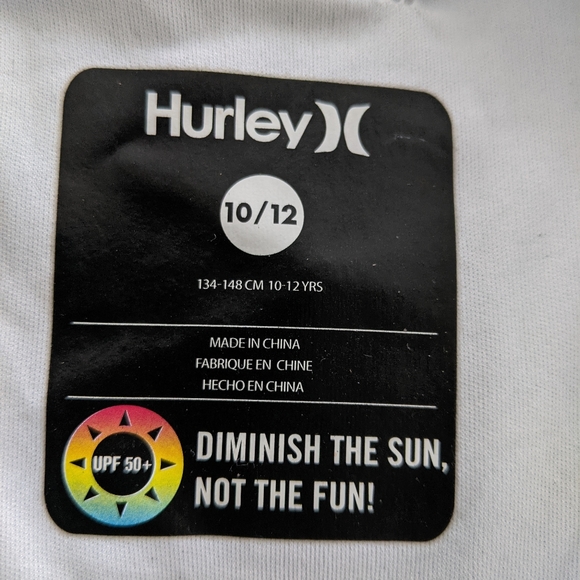 Hurley
10/12
134-148 CM 10-12 YRS
MADE IN CHINA
FABRIQUE EN CHINE
HECHO EN CHINA
UPF 50+
DIMINISH THE SUN,
NOT THE FUN!